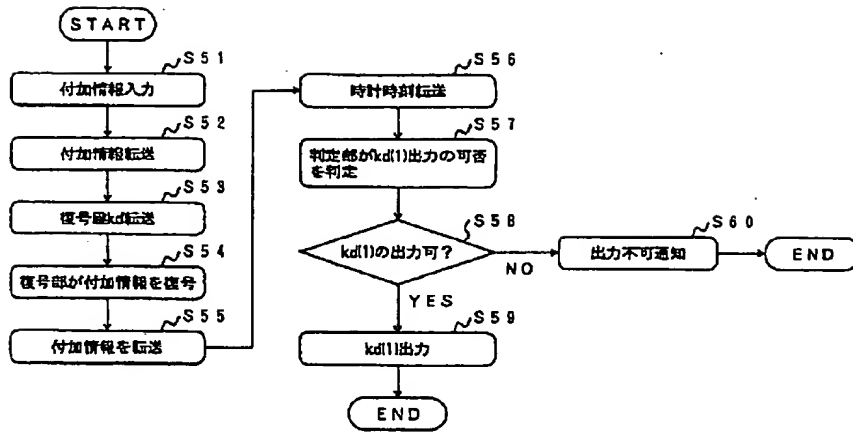 START
S51
付加情報入力
S52
付加情報転送
S53
復号鍵kd転送
S54
復号部が付加情報を復号
S55
付加情報を転送
S56
時計時刻転送
S57
判定部がkd(1)出力の可否
を判定
S58
kd(1)の出力可?
NO
YES
S59
kd(1)出力
END
S60
出力不可通知
END